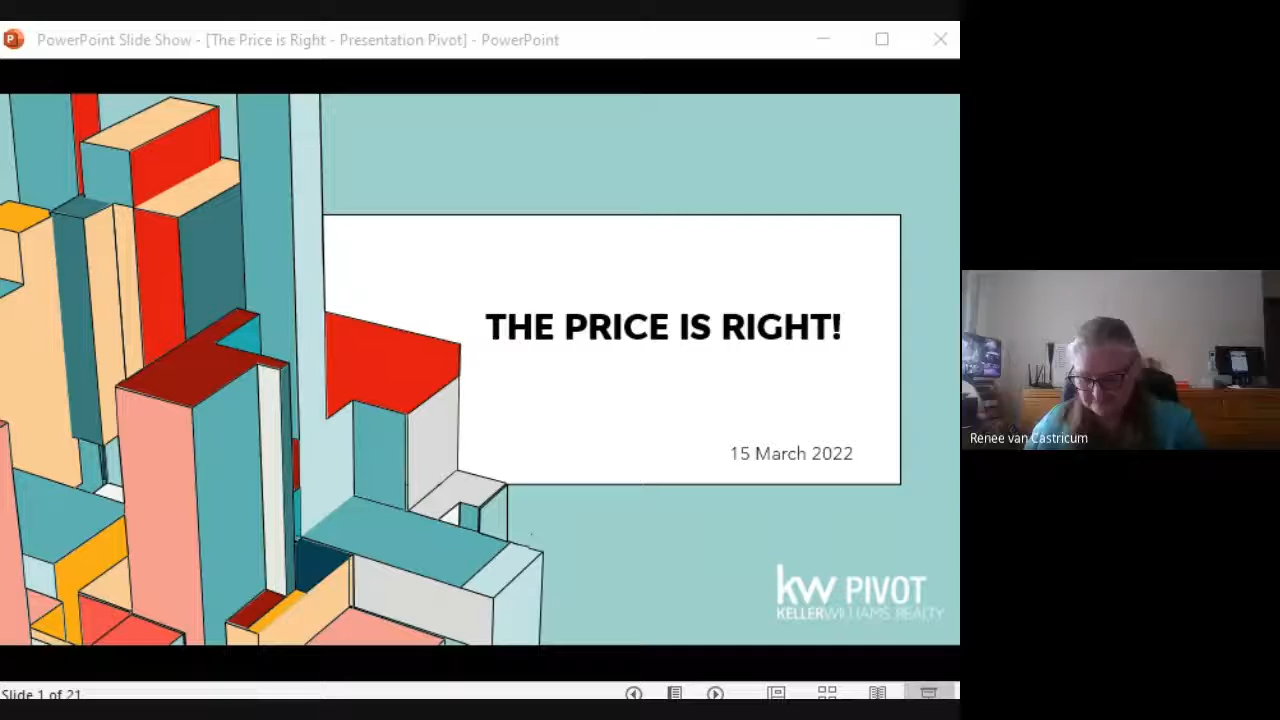 PowerPoint Slide Show - [The Price is Right - Presentation Pivot] - PowerPoint
THE PRICE IS RIGHT!
15 March 2022
kw PIVOT
KELLERWILLIAMS. REALTY
Renee van Castricum
Slide 1 of 21